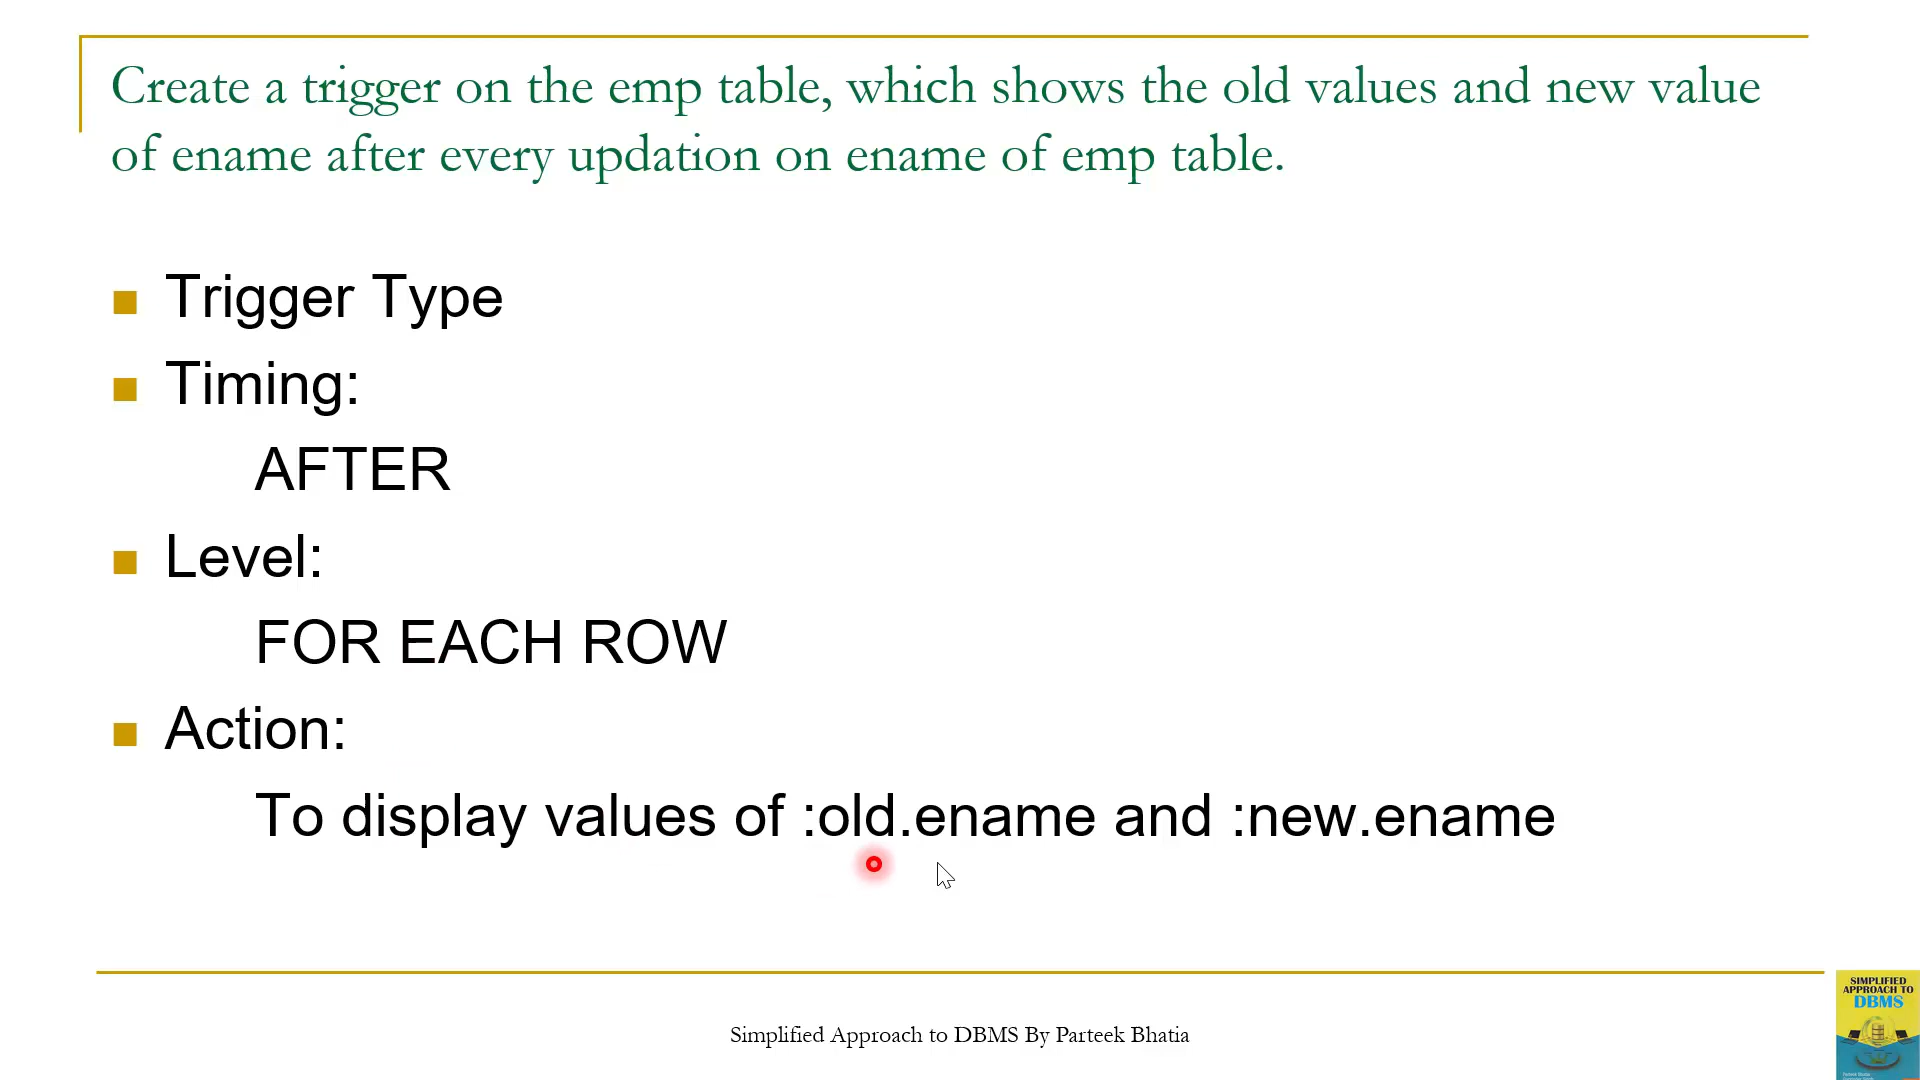 Create a trigger on the emp table, which shows the old values and new value
of ename after every updation on ename of emp table.
Trigger Type
Timing:
AFTER
Level:
FOR EACH ROW
Action:
To display values of :old.ename and :new.ename
Simplified Approach to DBMS By Parteek Bhatia
SIMPLIFIED
APPROACH TO
DBMS
Parteek Bhatia